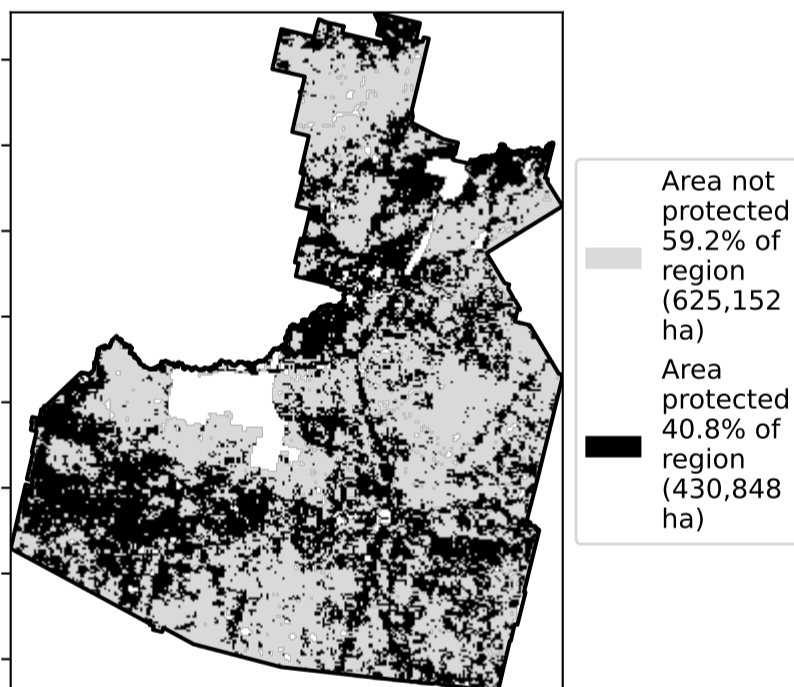 Area not
protected
59.2% of
region
(625,152
ha)
Area
protected
40.8% of
region
(430,848
ha)